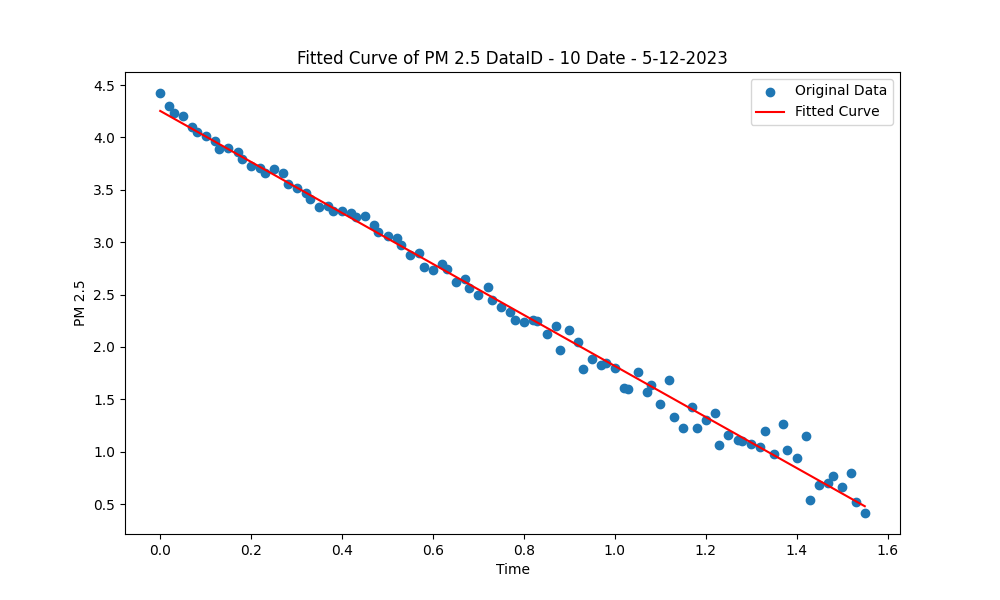 Fitted Curve of PM 2.5 DataID - 10 Date - 5-12-2023
Original Data
Fitted Curve
4.5
4.0
3.5
3.0
2.5
2.0
1.5
1.0
0.5
PM 2.5
0.0 0.2 0.4 0.6 0.8 1.0 1.2 1.4 1.6
Time